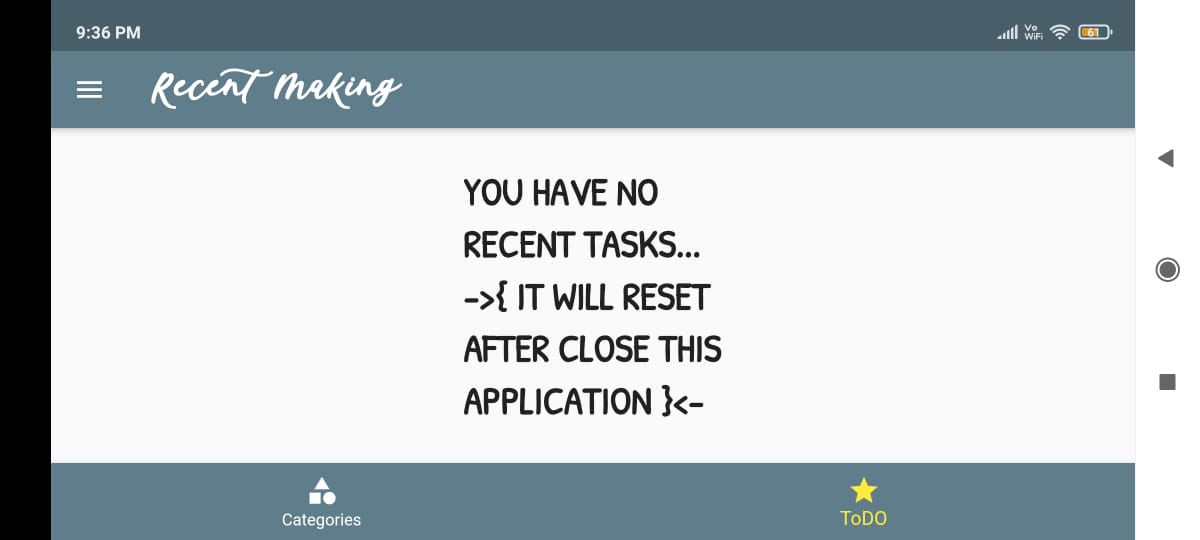 9:36 PM
Vo
WiFi
61
Recent Making
YOU HAVE NO
RECENT TASKS...
->{ IT WILL RESET
AFTER CLOSE THIS
APPLICATION }<-
Categories
ToDO